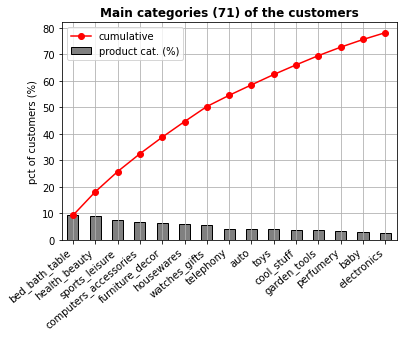 Main categories (71) of the customers
cumulative
product cat. (%)
pct of customers (%)
80
70
60
50
40
30
20
10
0
bed_bath_table
health_beauty
sports_leisure
computers_accessories
furniture_decor
housewares
watches_gifts
telephony
auto
toys
cool_stuff
garden_tools
perfumery
baby
electronics